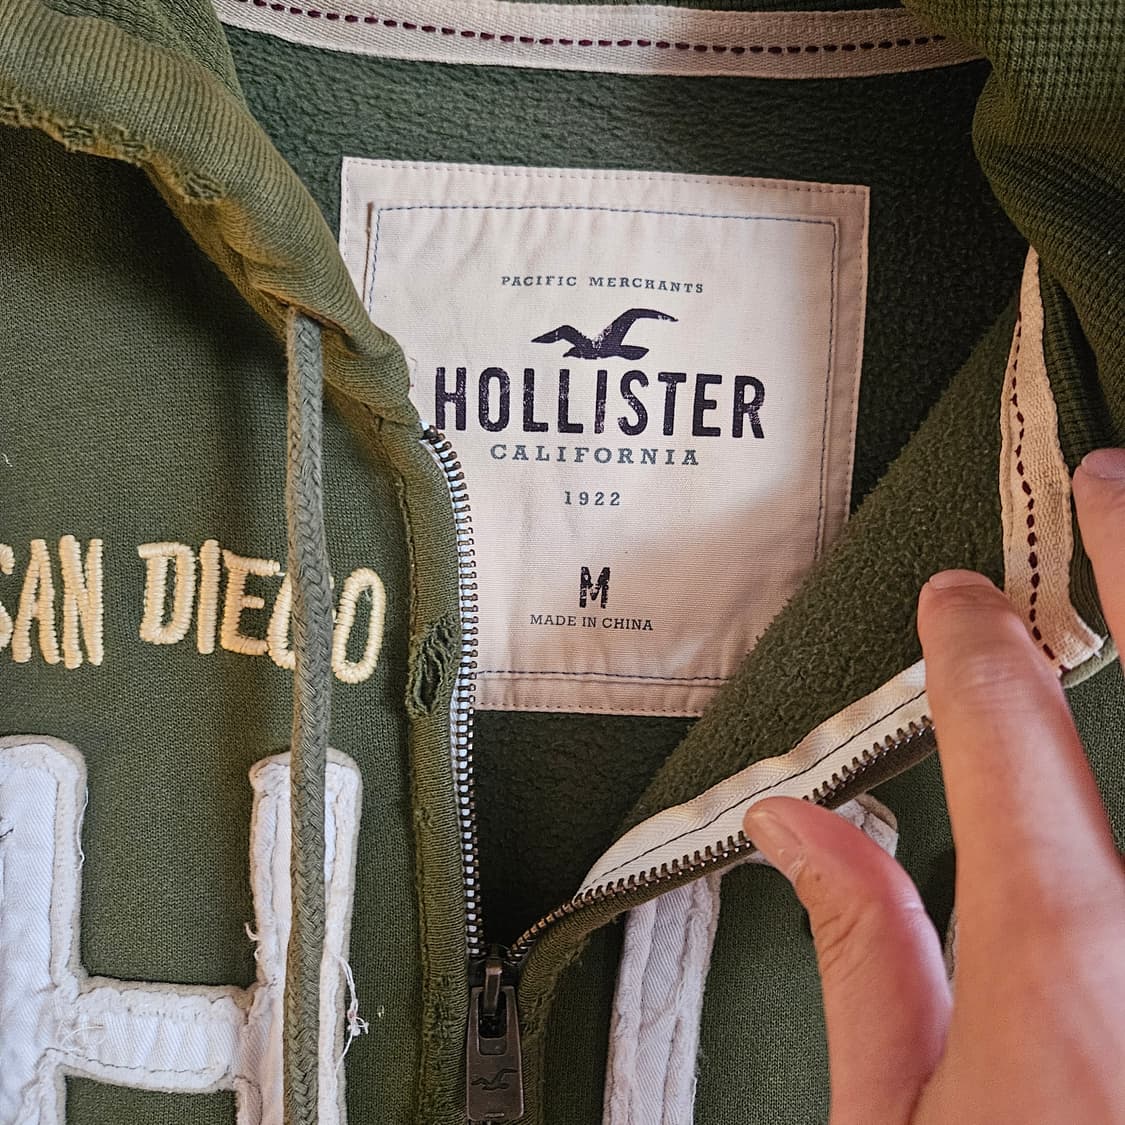 PACIFIC MERCHANTS
HOLLISTER
CALIFORNIA
1922
M
MADE IN CHINA
SAN DIEGO
H